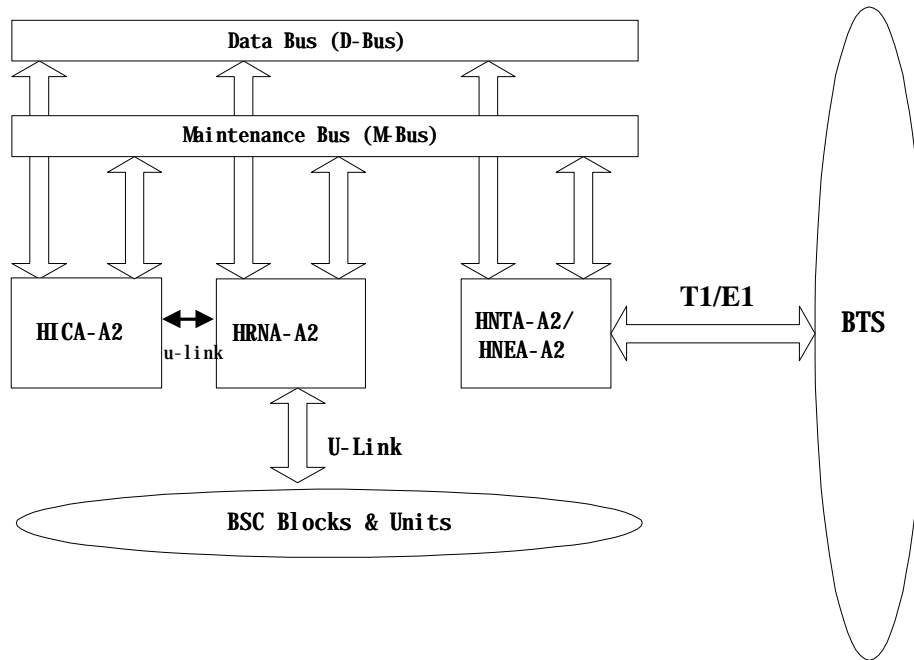 Data Bus (D-Bus)
Maintenance Bus (M-Bus)
HICA-A2
u-link
HRNA-A2
HNTA-A2/
HNEA-A2
T1/E1
BTS
U-Link
BSC Blocks & Units